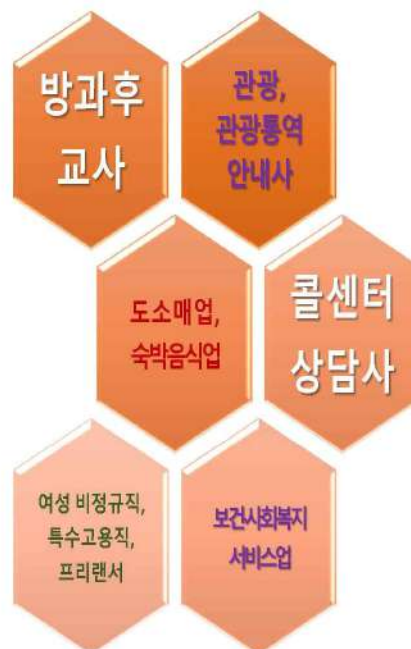 방과후
교사
관광,
관광통역
안내사
도소매업,
숙박음식업
콜센터
상담사
여성 비정규직,
특수고용직,
프리랜서
보건사회복지
서비스업